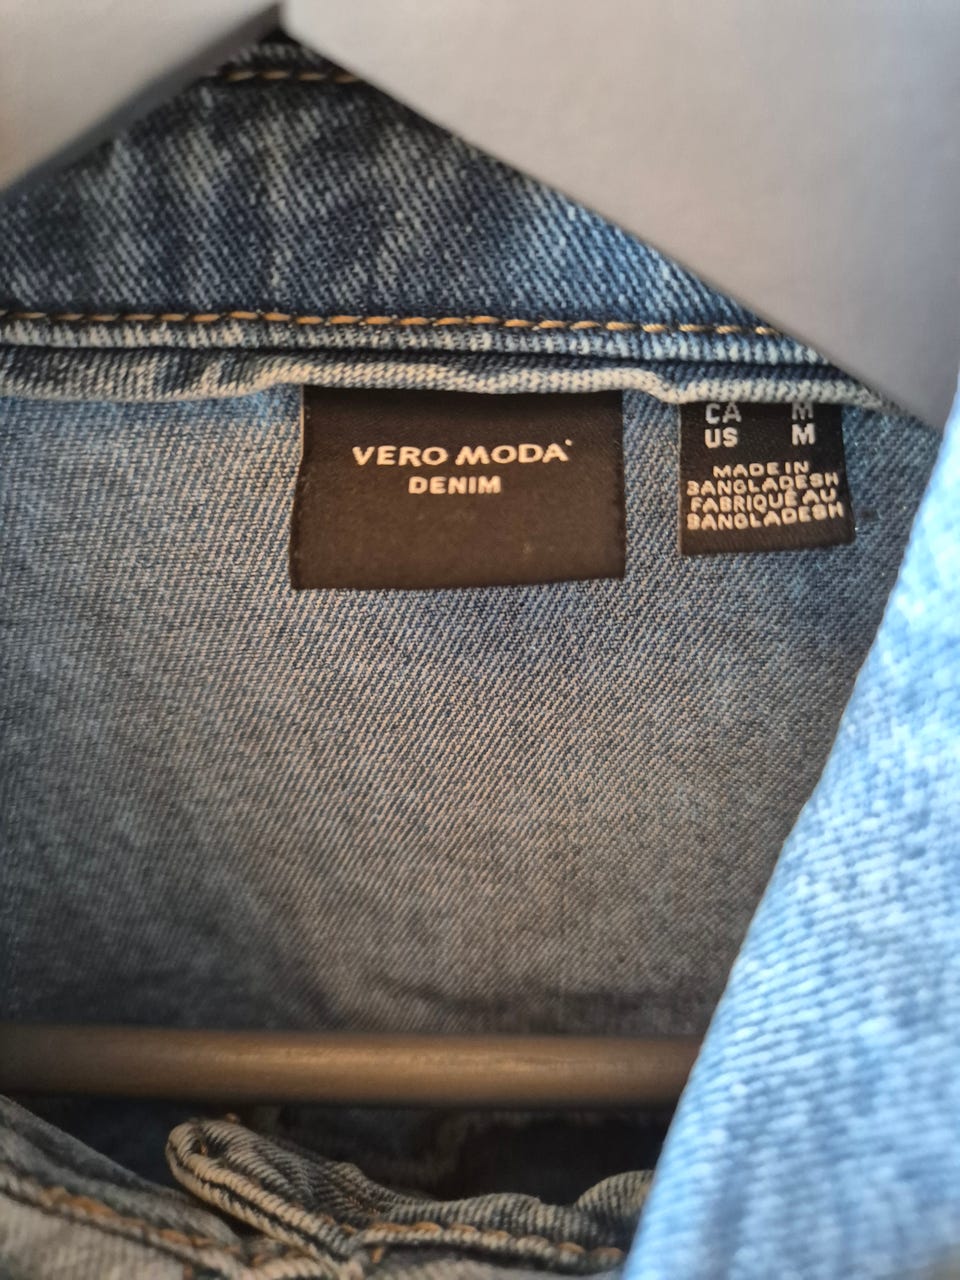 VERO MODA
DENIM
CA M
US M
MADE IN
BANGLADESH
FABRIQUÉ AU
BANGLADESH